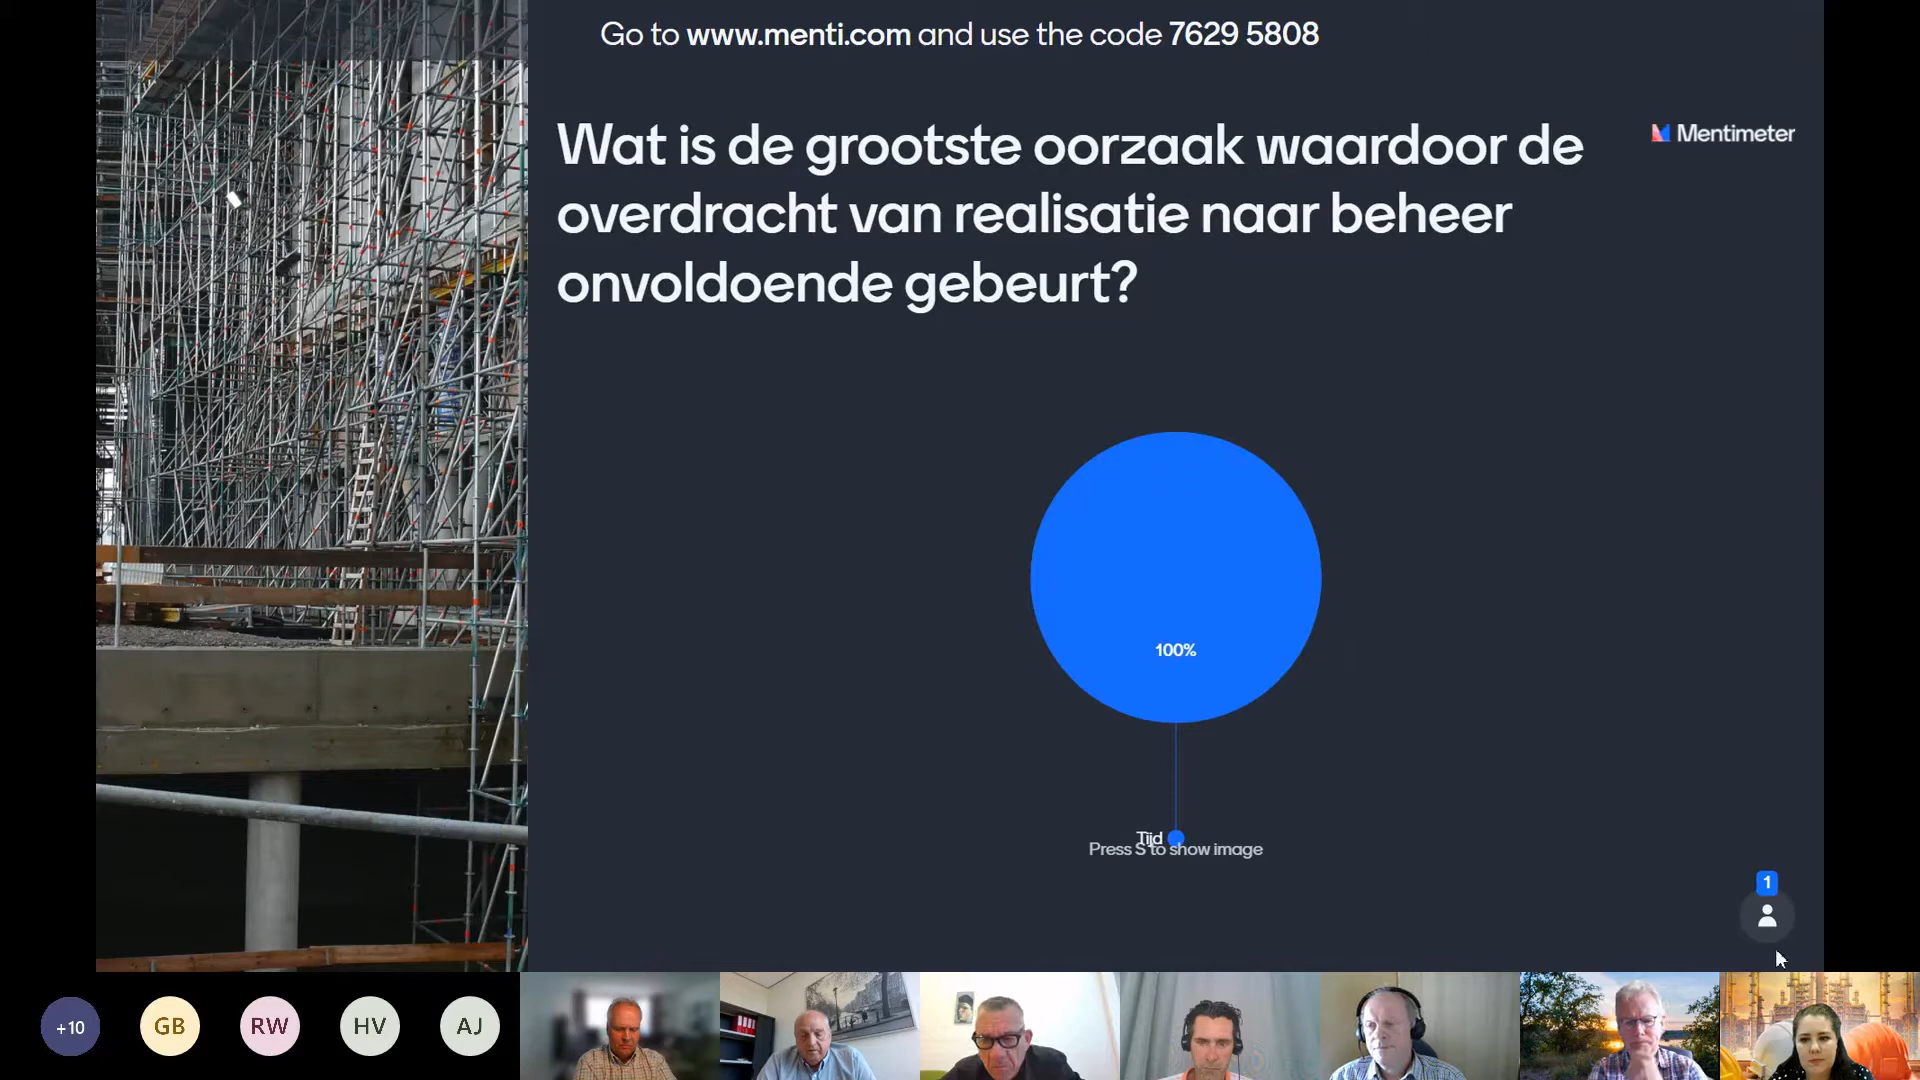 Go to www.menti.com and use the code 7629 5808
Mentimeter
Wat is de grootste oorzaak waardoor de
overdracht van realisatie naar beheer
onvoldoende gebeurt?
100%
Tijd
Press S to show image
1
+10
GB
RW
HV
AJ